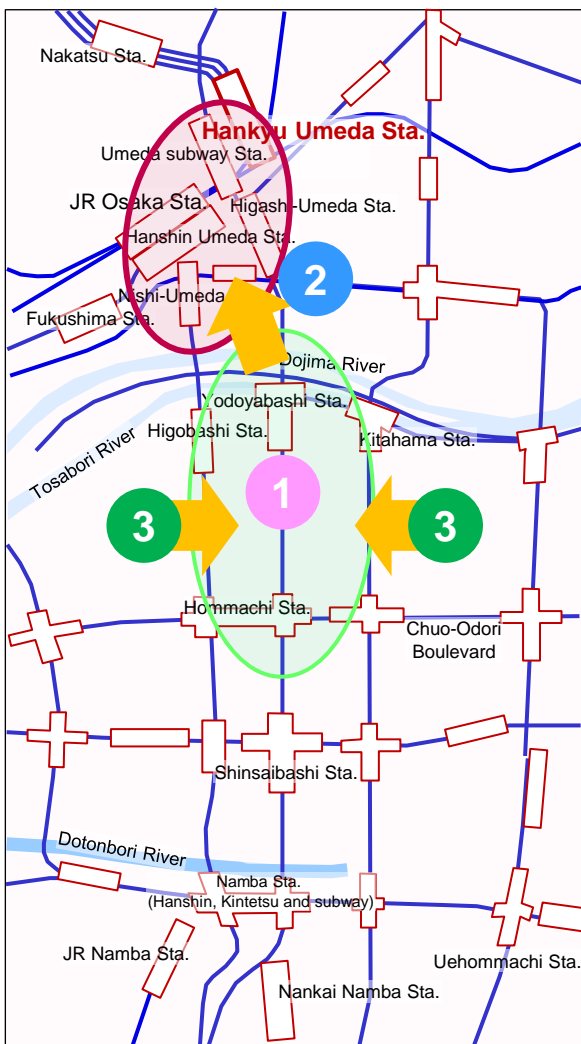 Nakatsu Sta.
Hankyu Umeda Sta.
Umeda subway Sta.
JR Osaka Sta.
Higashi-Umeda Sta.
Hanshin Umeda Sta.
2
Nishi-Umeda
Fukushima Sta.
Dojima River
Yodoyabashi Sta.
Higobashi Sta.
Kitahama Sta.
Tosabori River
1
3
3
Hommachi Sta.
Chuo-Odori
Boulevard
Shinsaibashi Sta.
Dotonbori River
Namba Sta.
(Hanshin, Kintetsu and subway)
JR Namba Sta.
Uehommachi Sta.
Nankai Namba Sta.